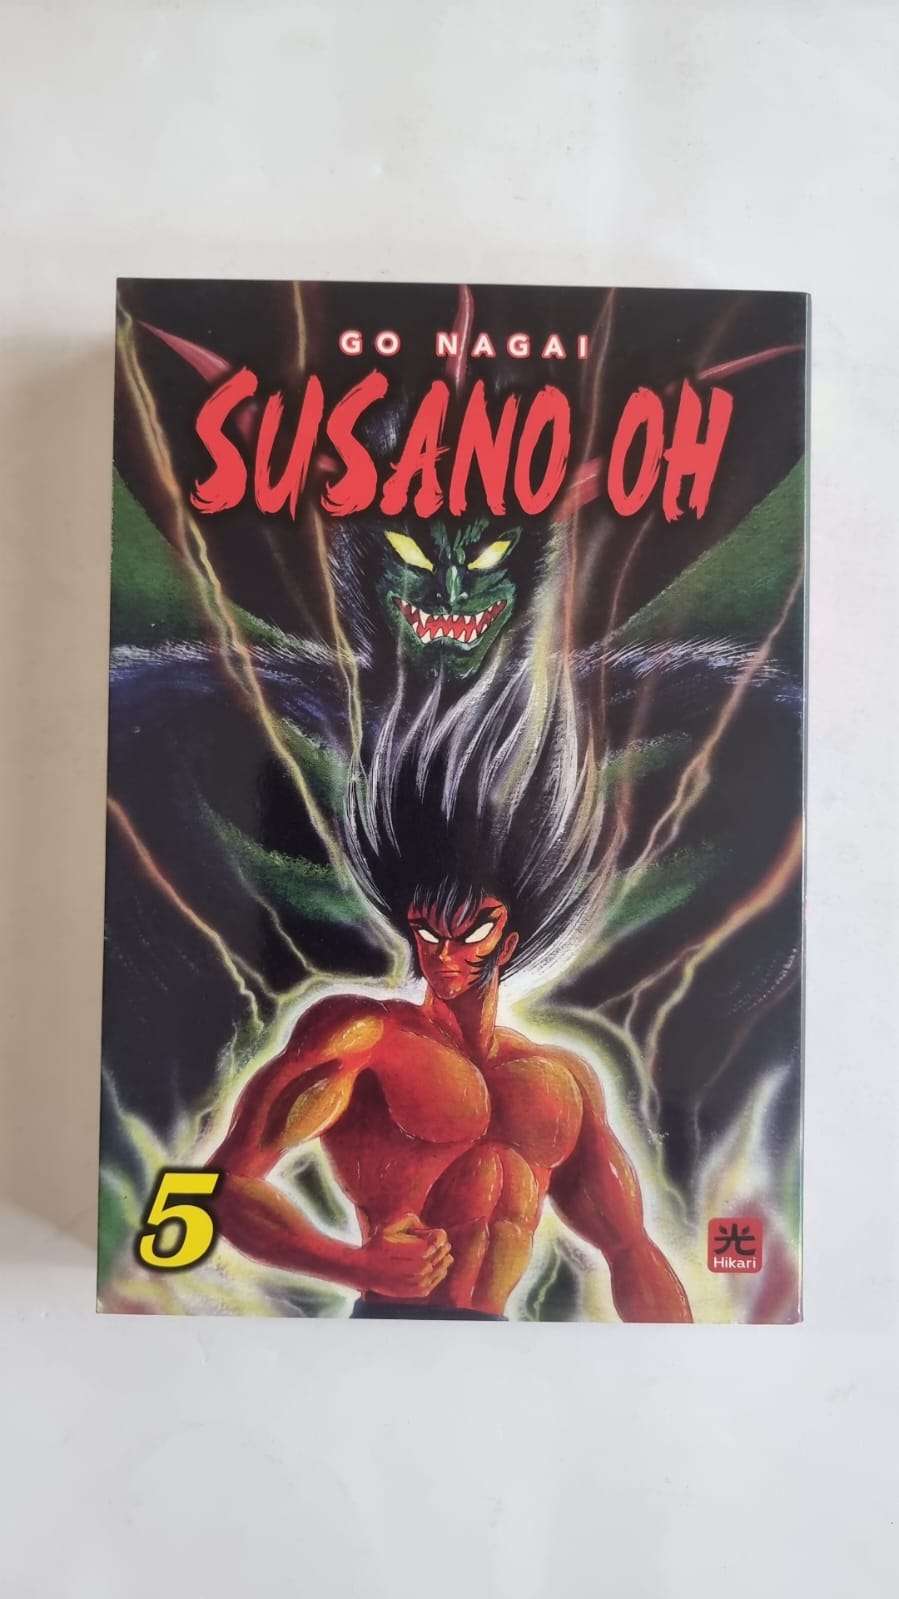 GO NAGAI
SUSANO OH
5
光
Hikari